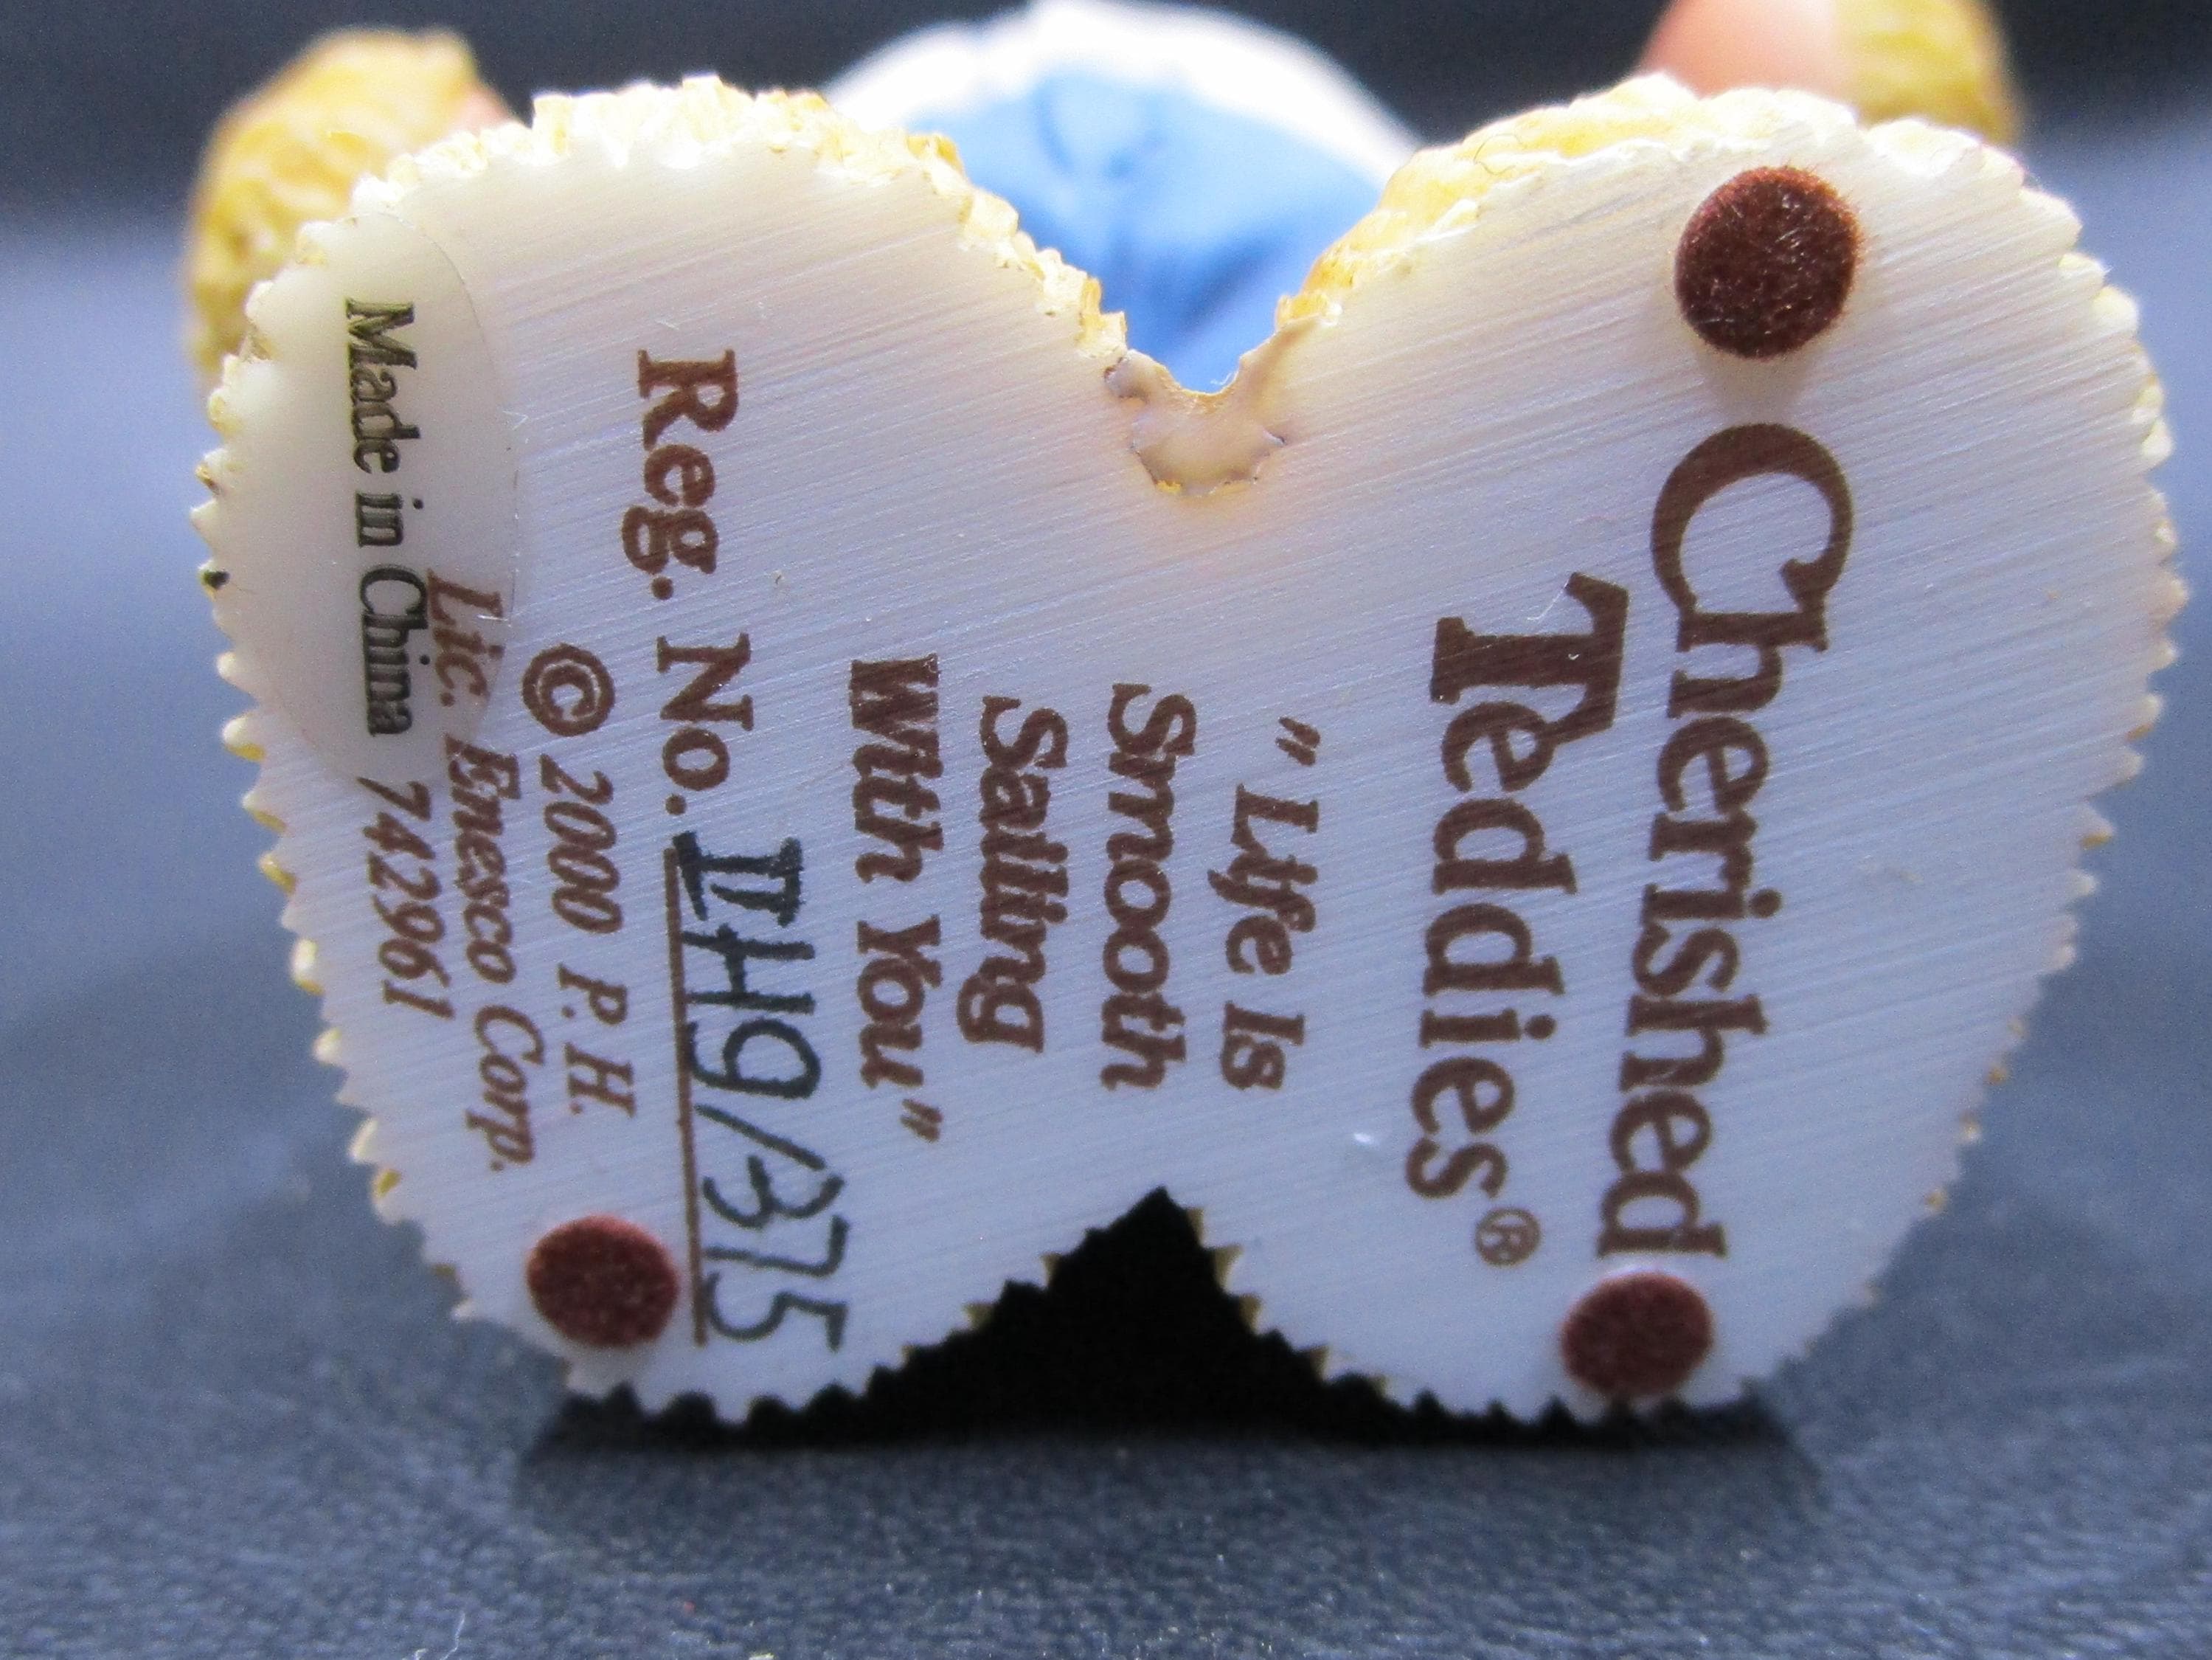 Cherished
Teddies®
"Life Is
Smooth
Sailing
With You"
Reg. No. IIH9/375
© 2000 P. H.
Lic. Enesco Corp.
742961
Made in China